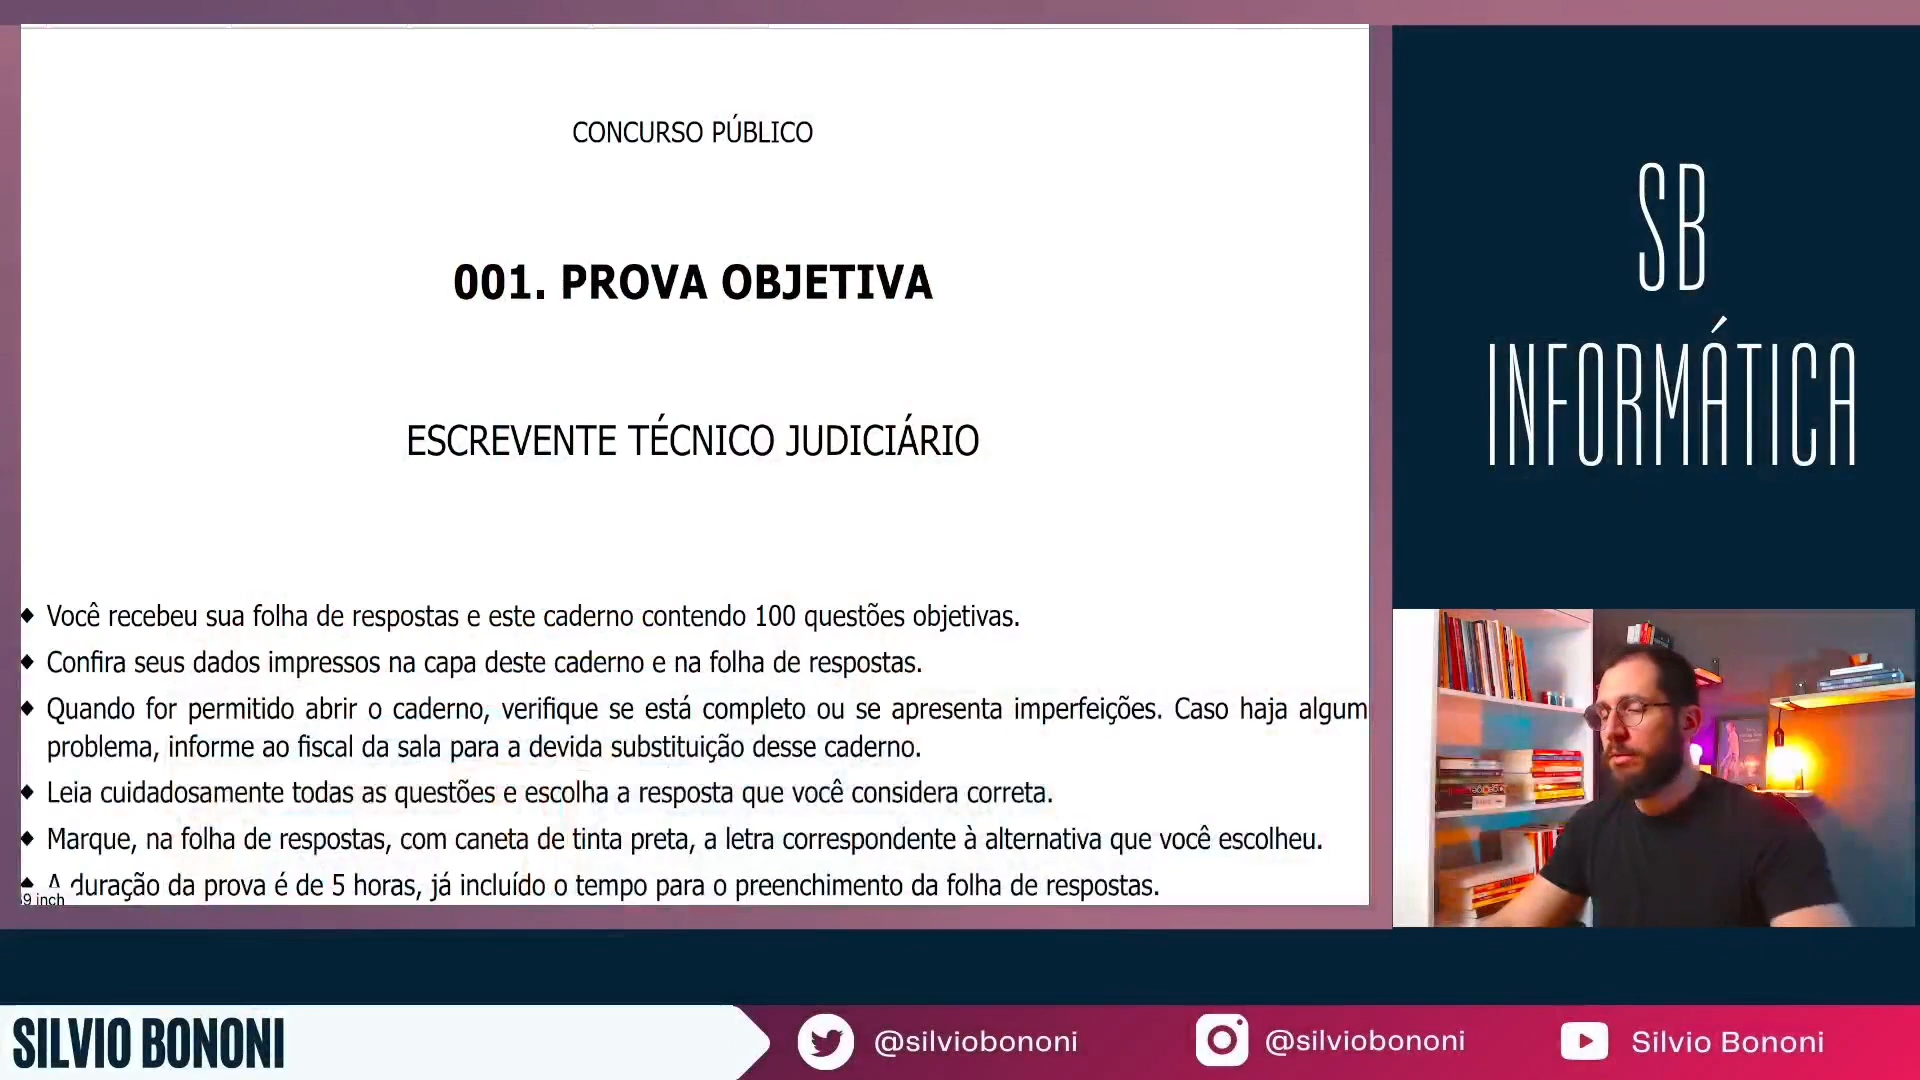 CONCURSO PÚBLICO
001. PROVA OBJETIVA
ESCREVENTE TÉCNICO JUDICIÁRIO
◆ Você recebeu sua folha de respostas e este caderno contendo 100 questões objetivas.
◆ Confira seus dados impressos na capa deste caderno e na folha de respostas.
◆ Quando for permitido abrir o caderno, verifique se está completo ou se apresenta imperfeições. Caso haja algum
problema, informe ao fiscal da sala para a devida substituição desse caderno.
◆ Leia cuidadosamente todas as questões e escolha a resposta que você considera correta.
◆ Marque, na folha de respostas, com caneta de tinta preta, a letra correspondente à alternativa que você escolheu.
◆ A duração da prova é de 5 horas, já incluído o tempo para o preenchimento da folha de respostas.
9 inch
SB
INFORMÁTICA
SILVIO BONONI
@silviobononi
@silviobononi
Silvio Bononi